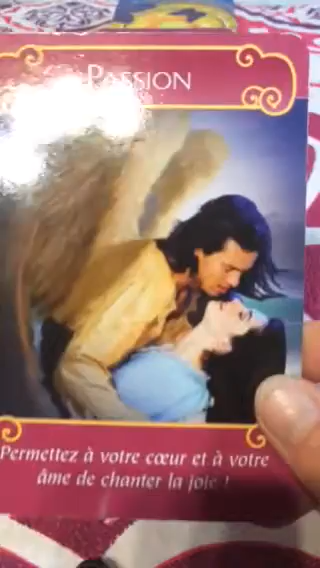 PASSION
Permettez à votre cœur et à votre
âme de chanter la joie !